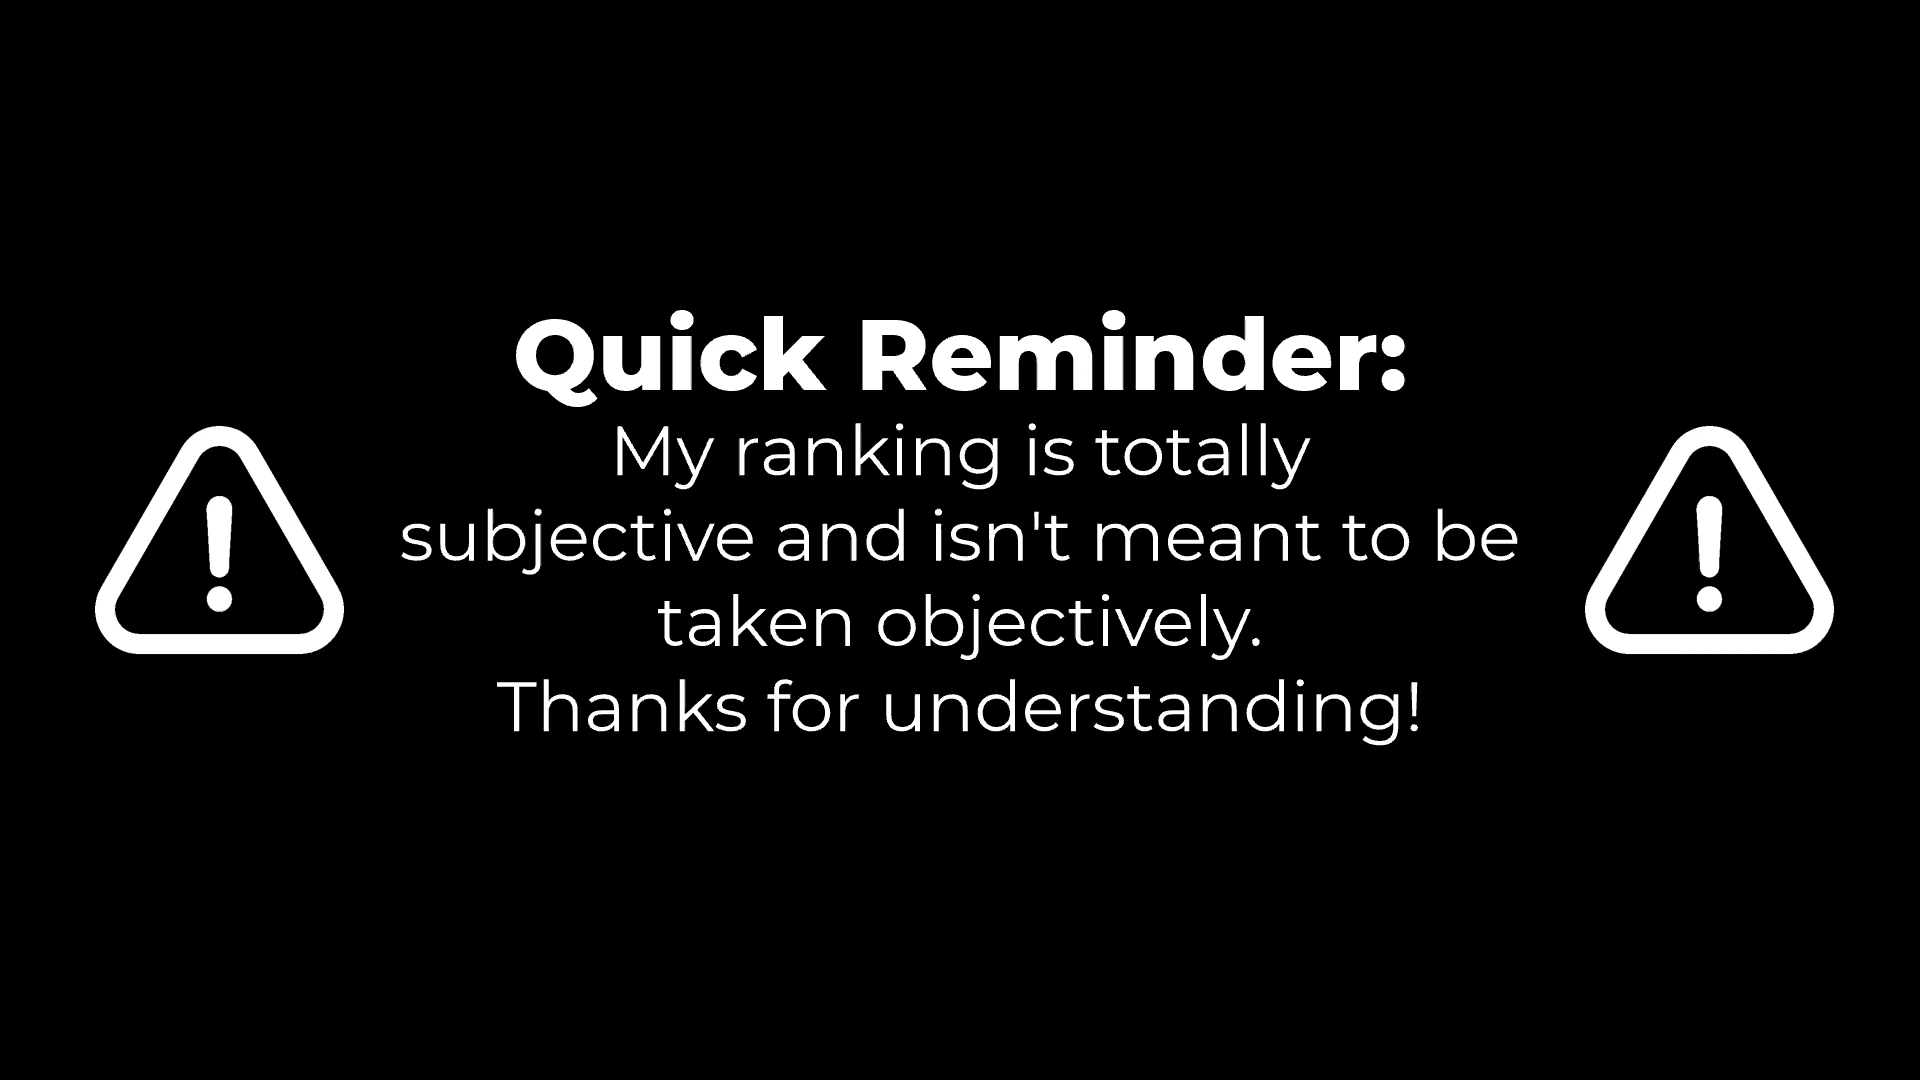 Quick Reminder:
My ranking is totally
subjective and isn't meant to be
taken objectively.
Thanks for understanding!